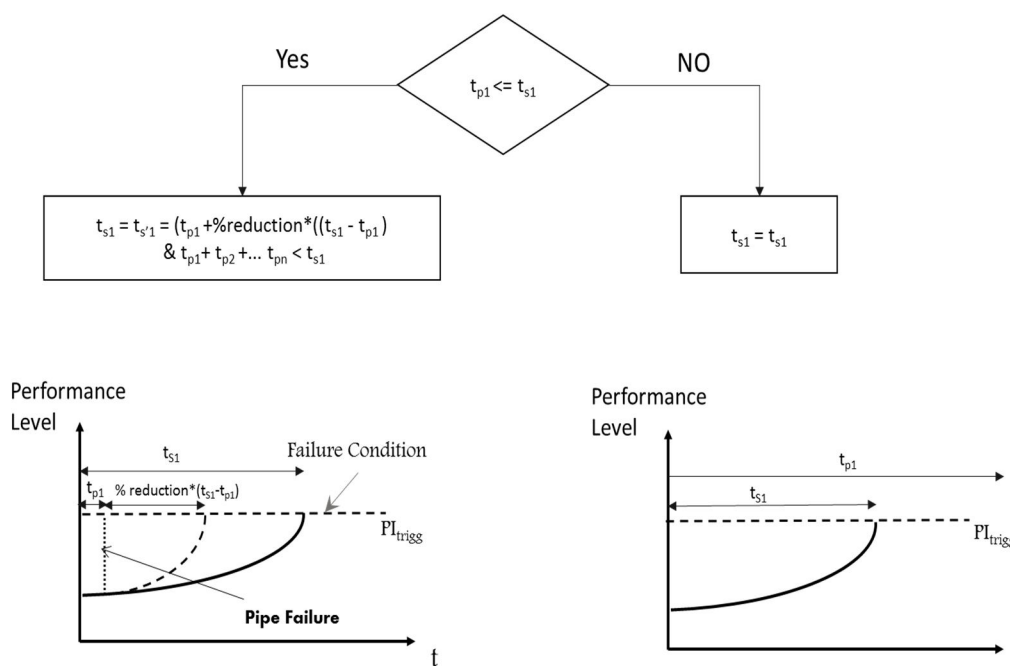 Yes
NO
t_p1 <= t_s1
t_s1 = t_s'1 = (t_p1 +%reduction*((t_s1 - t_p1)
& t_p1+ t_p2 +... t_pn < t_s1
t_s1 = t_s1
Performance
Level
t_S1
Failure Condition
t_p1
% reduction*(t_S1-t_p1)
PI_trigg
Pipe Failure
t
Performance
Level
t_p1
t_S1
PI_trigg